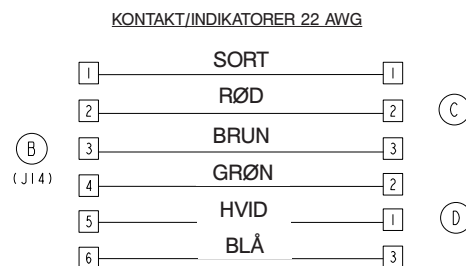 KONTAKT/INDIKATORER 22 AWG
1 SORT 1
2 RØD 2 C
B 3 BRUN 3
(J14) 4 GRØN 2
5 HVID 1 D
6 BLÅ 3